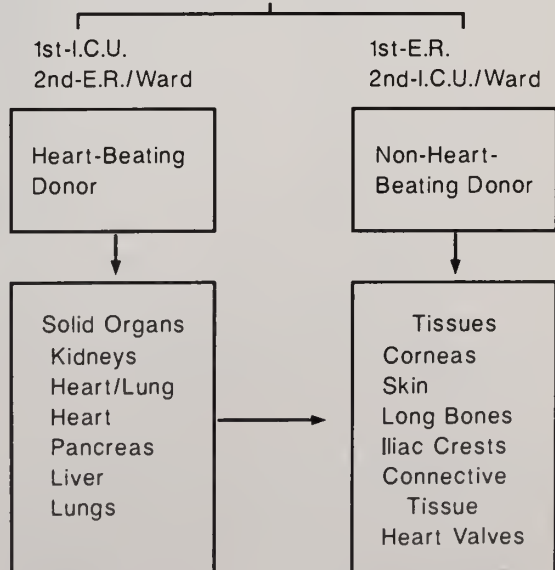 1st-I.C.U.
2nd-E.R./Ward
Heart-Beating
Donor
Solid Organs
Kidneys
Heart/Lung
Heart
Pancreas
Liver
Lungs
1st-E.R.
2nd-I.C.U./Ward
Non-Heart-
Beating Donor
Tissues
Corneas
Skin
Long Bones
Iliac Crests
Connective
Tissue
Heart Valves